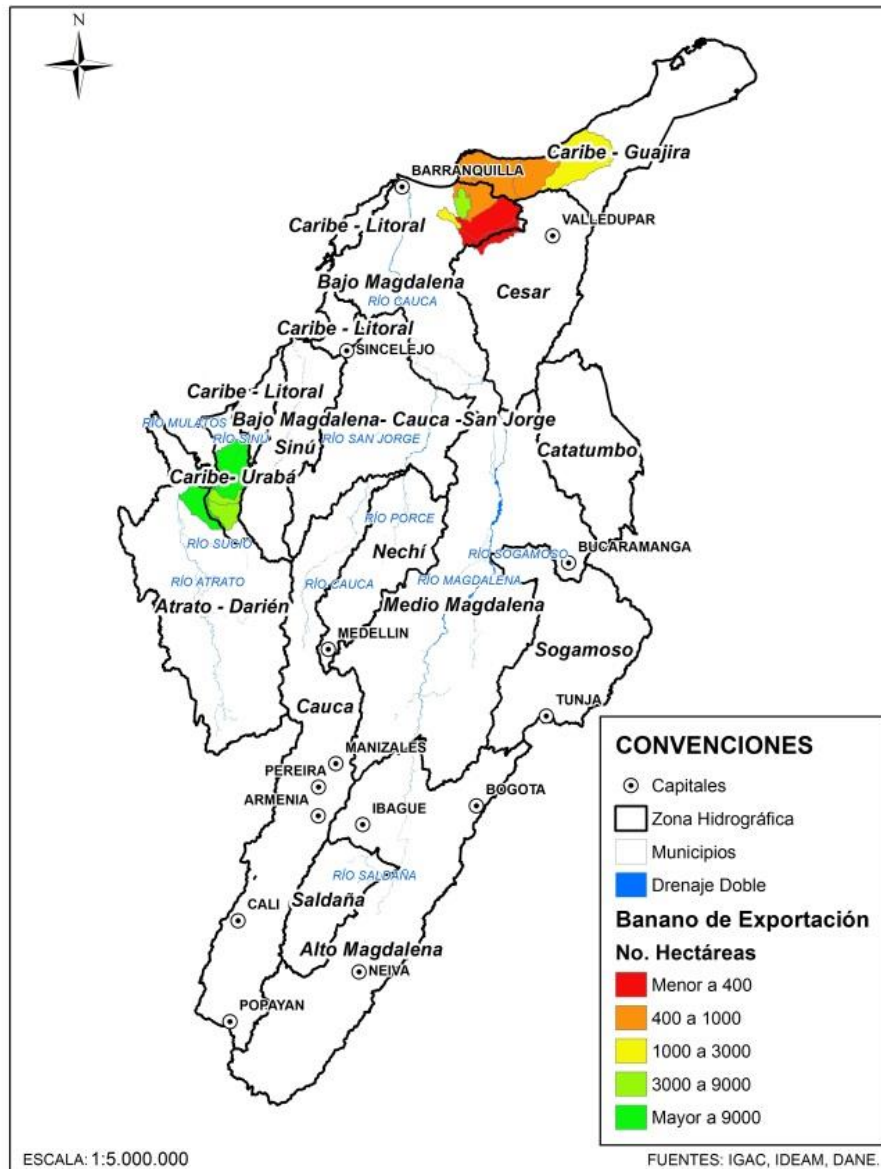 N
Caribe - Guajira
BARRANQUILLA
VALLEDUPAR
Caribe - Litoral
Bajo Magdalena
RÍO CAUCA
Cesar
Caribe - Litoral
SINCELEJO
Caribe - Litoral
RÍO MULATOS
Bajo Magdalena- Cauca -San Jorge
RÍO SINÚ
RÍO SAN JORGE
Sinú
Catatumbo
Caribe- Urabá
RÍO PORCE
RÍO SUCIO
Nechí
BUCARAMANGA
RÍO SOGAMOSO
RÍO ATRATO
RÍO CAUCA
RÍO MAGDALENA
Atrato - Darién
Medio Magdalena
MEDELLIN
Sogamoso
Cauca
TUNJA
MANIZALES
PEREIRA
ARMENIA
IBAGUE
BOGOTA
RÍO SALDAÑA
Saldaña
CALI
Alto Magdalena
NEIVA
POPAYAN
CONVENCIONES
Capitales
Zona Hidrográfica
Municipios
Drenaje Doble
Banano de Exportación
No. Hectáreas
Menor a 400
400 a 1000
1000 a 3000
3000 a 9000
Mayor a 9000
ESCALA: 1:5.000.000
FUENTES: IGAC, IDEAM, DANE.